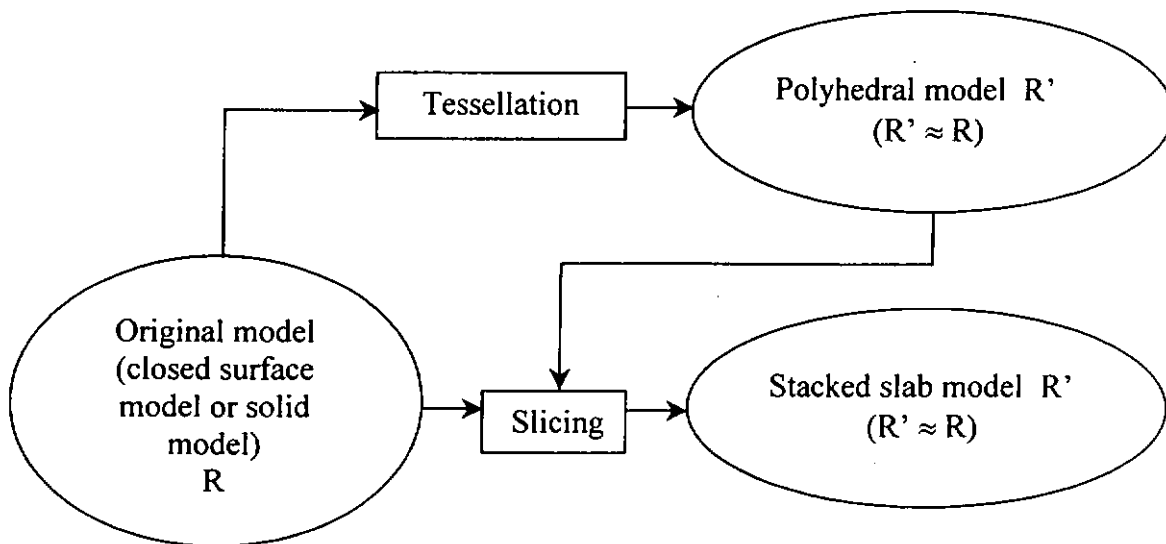 Tessellation
Polyhedral model R’
(R’ ≈ R)
Original model
(closed surface
model or solid
model)
R
Slicing
Stacked slab model R’
(R’ ≈ R)